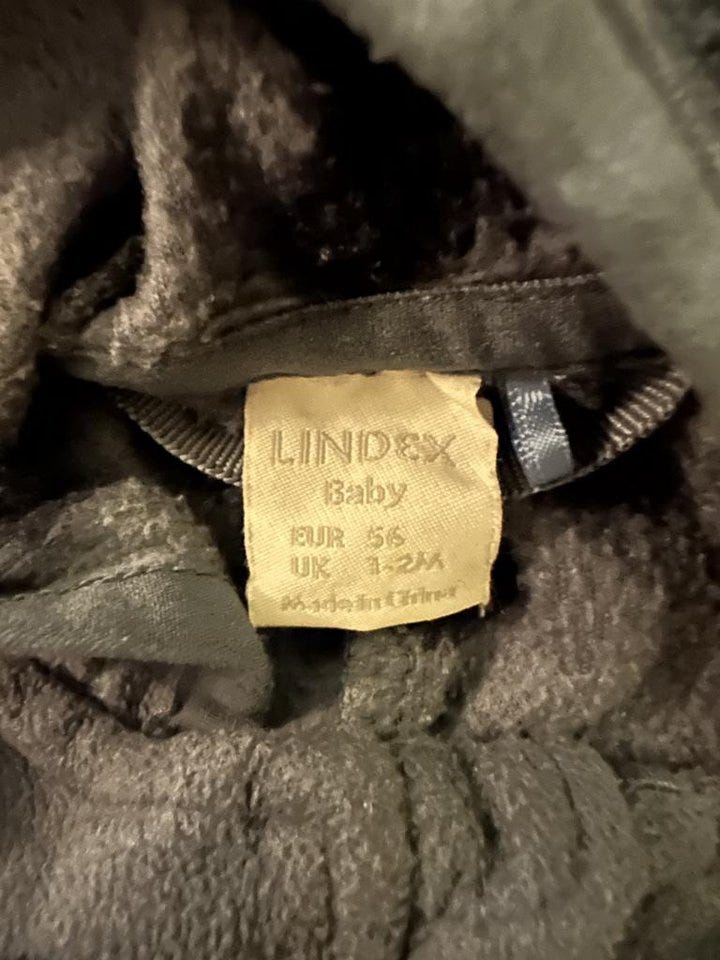 LINDEX
Baby
EUR 56
UK 1-2M
Made in China